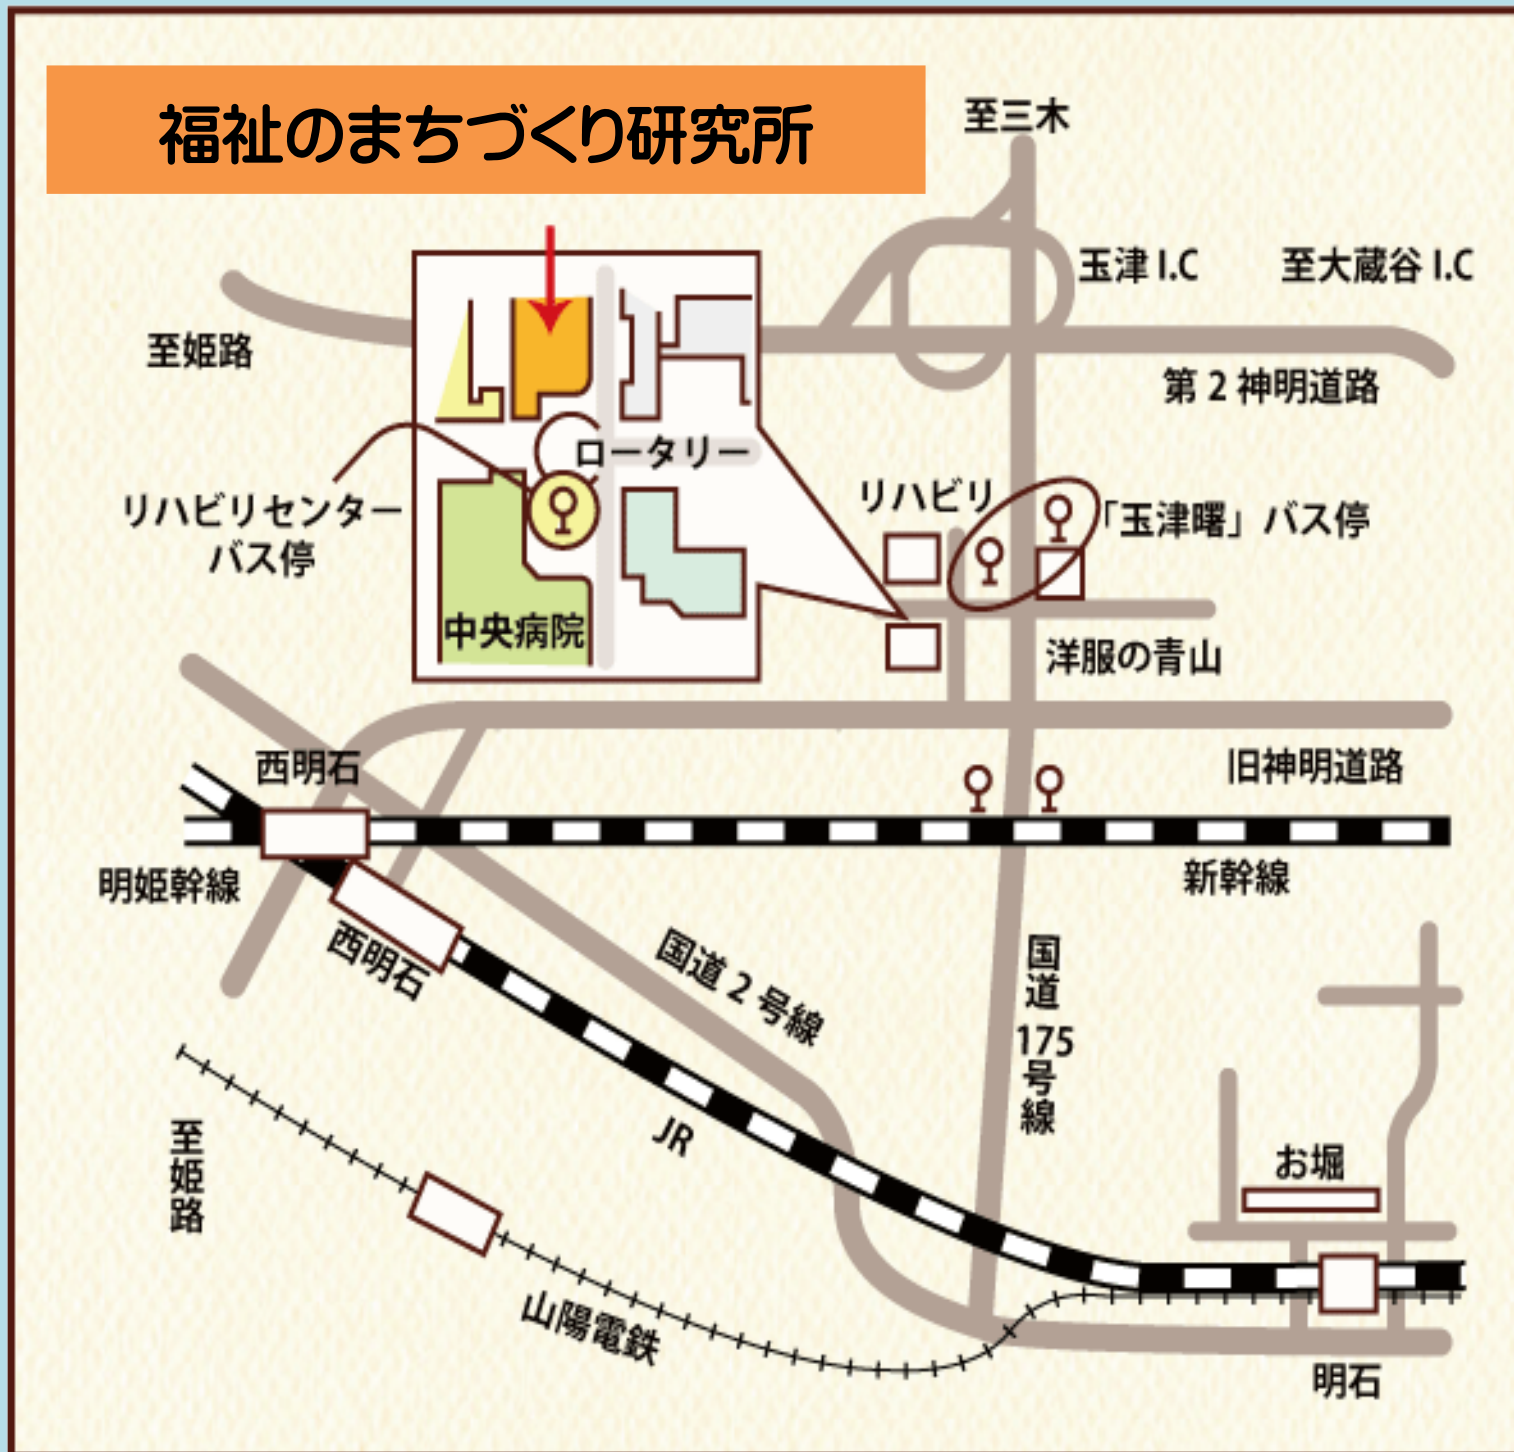 福祉のまちづくり研究所
至三木
玉津 I.C
至大蔵谷 I.C
至姫路
第２神明道路
ロータリー
リハビリセンター
バス停
リハビリ
「玉津曙」バス停
中央病院
洋服の青山
西明石
旧神明道路
明姫幹線
新幹線
西明石
国道２号線
国道175号線
JR
至姫路
お堀
山陽電鉄
明石